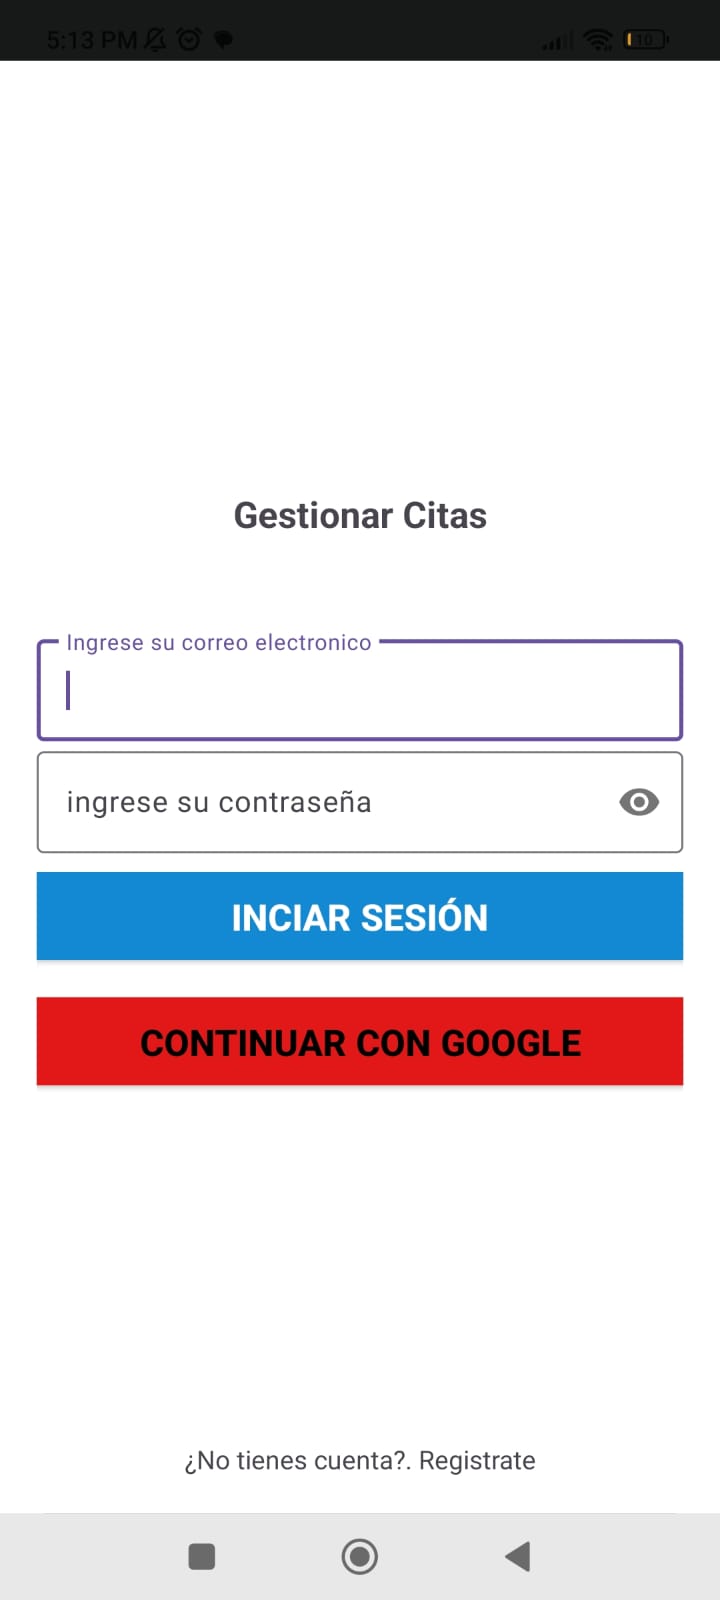 5:13 PM
10
Gestionar Citas
Ingrese su correo electronico
ingrese su contraseña
INCIAR SESIÓN
CONTINUAR CON GOOGLE
¿No tienes cuenta?. Registrate